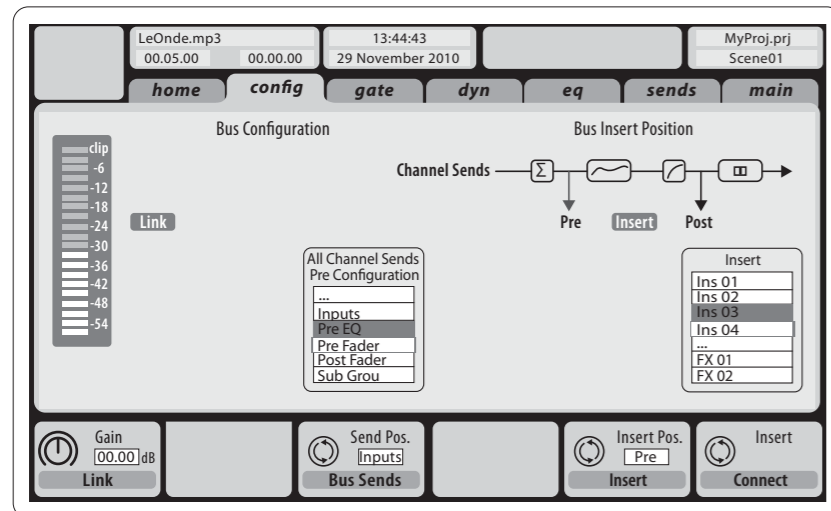 LeOnde.mp3
00.05.00 00.00.00
13:44:43
29 November 2010
MyProj.prj
Scene01
home config gate dyn eq sends main
Bus Configuration
Bus Insert Position
clip
-6
-12
-18
-24
-30
-36
-42
-48
-54
Link
Channel Sends
Σ
Pre Insert Post
All Channel Sends
Pre Configuration
...
Inputs
Pre EQ
Pre Fader
Post Fader
Sub Grou
Insert
Ins 01
Ins 02
Ins 03
Ins 04
...
FX 01
FX 02
Gain
00.00 dB
Link
Send Pos.
Inputs
Bus Sends
Insert Pos.
Pre
Insert
Insert
Connect